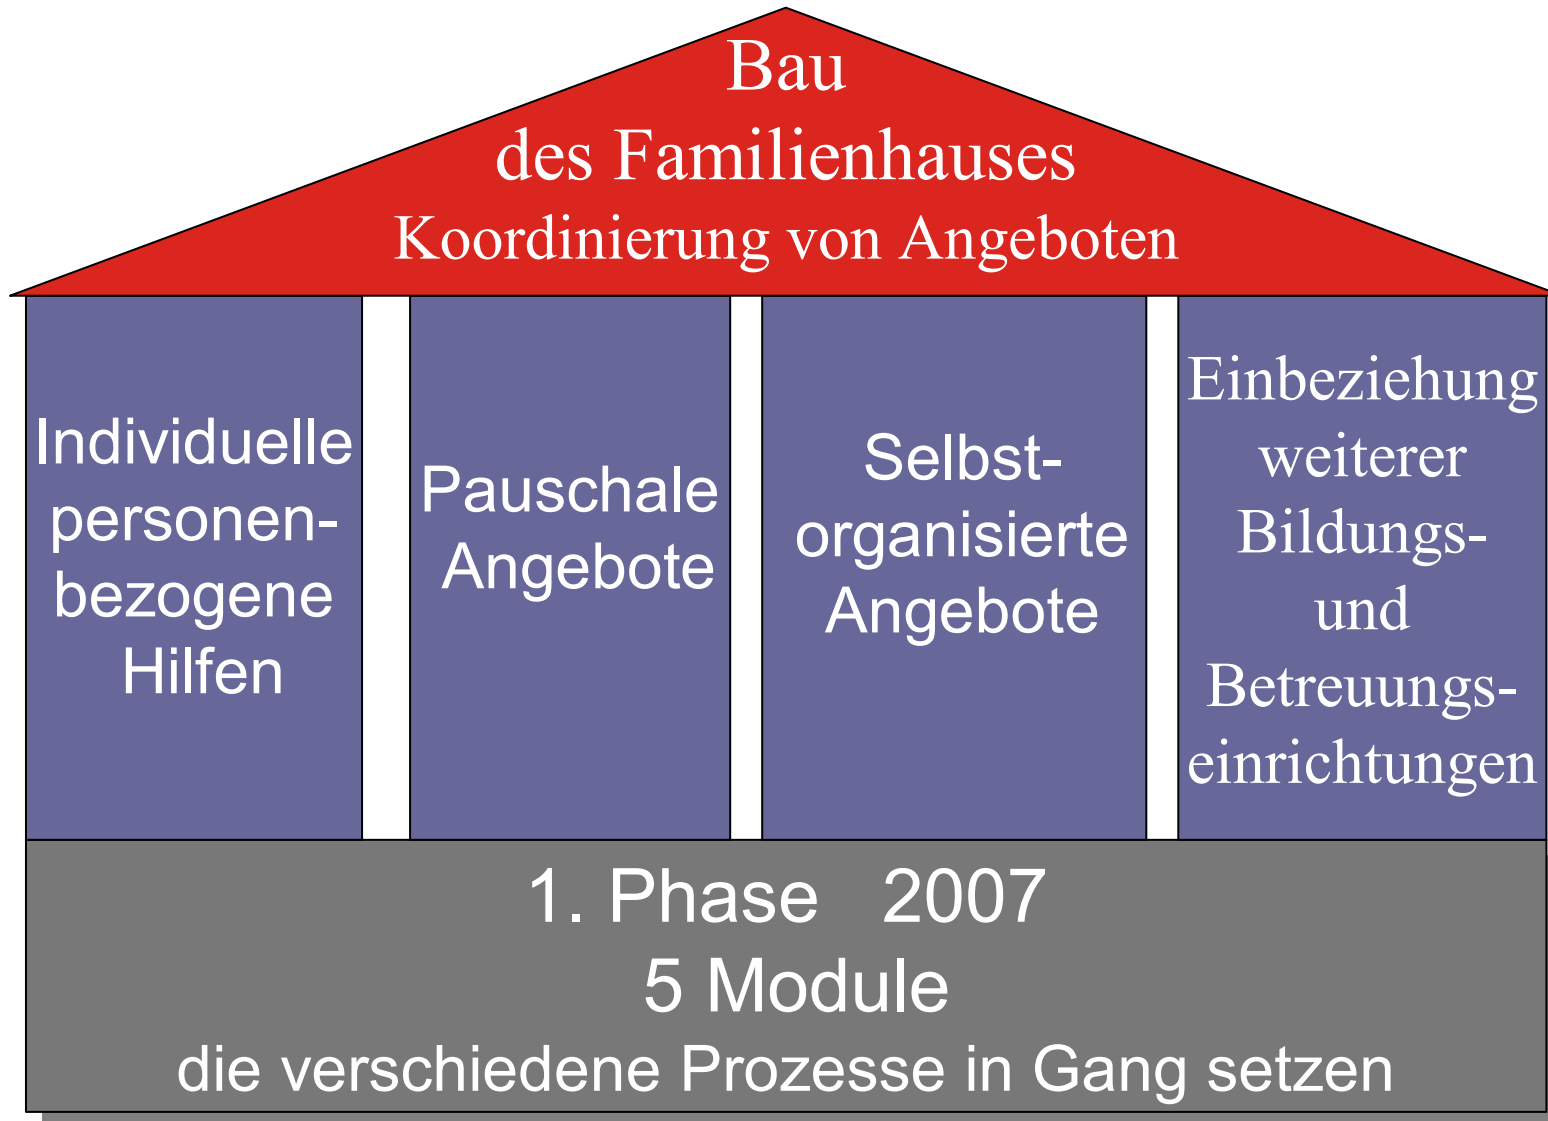 Bau
des Familienhauses
Koordinierung von Angeboten
Individuelle
personen-
bezogene
Hilfen
Pauschale
Angebote
Selbst-
organisierte
Angebote
Einbeziehung
weiterer
Bildungs-
und
Betreuungs-
einrichtungen
1. Phase 2007
5 Module
die verschiedene Prozesse in Gang setzen